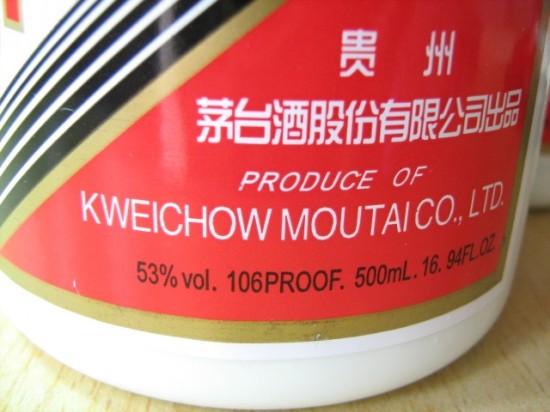 贵 州
茅台酒股份有限公司出品
PRODUCE OF
KWEICHOW MOUTAI CO., LTD.
53% vol. 106PROOF. 500mL. 16. 94FL.OZ.